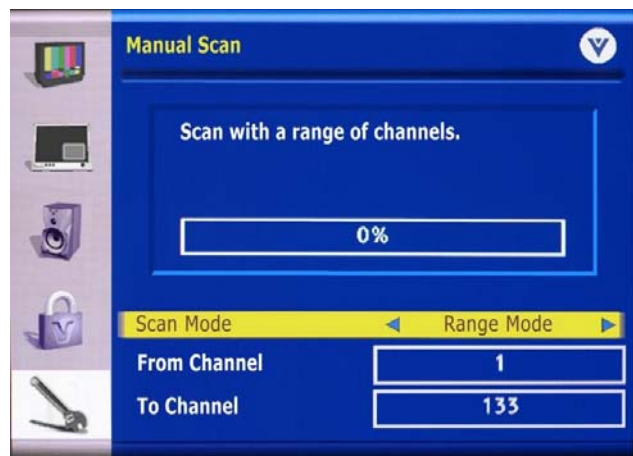 Manual Scan
V
Scan with a range of channels.
0%
Scan Mode Range Mode
From Channel 1
To Channel 133